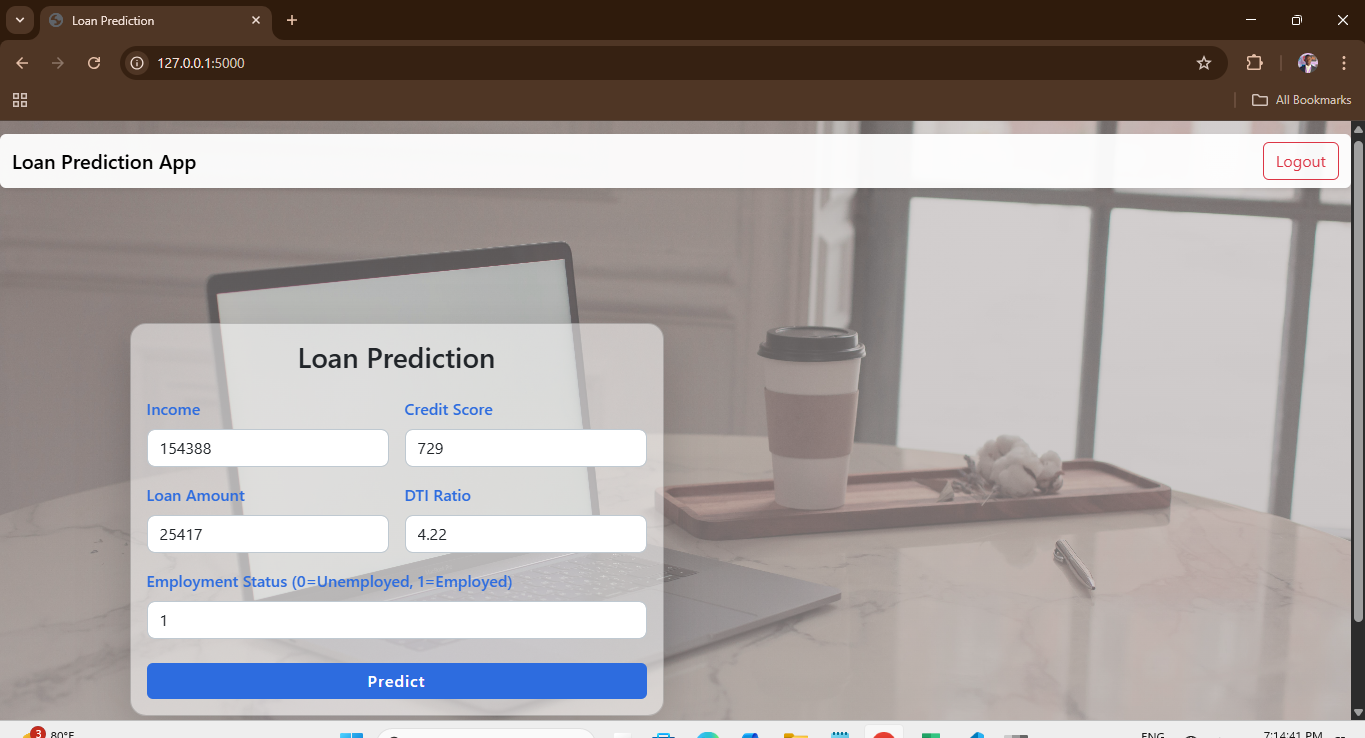 Loan Prediction
127.0.0.1:5000
All Bookmarks
Loan Prediction App
Logout
Loan Prediction
Income
Credit Score
154388
729
Loan Amount
DTI Ratio
25417
4.22
Employment Status (0=Unemployed, 1=Employed)
1
Predict
3
80°F
ENG
7:14:41 PM